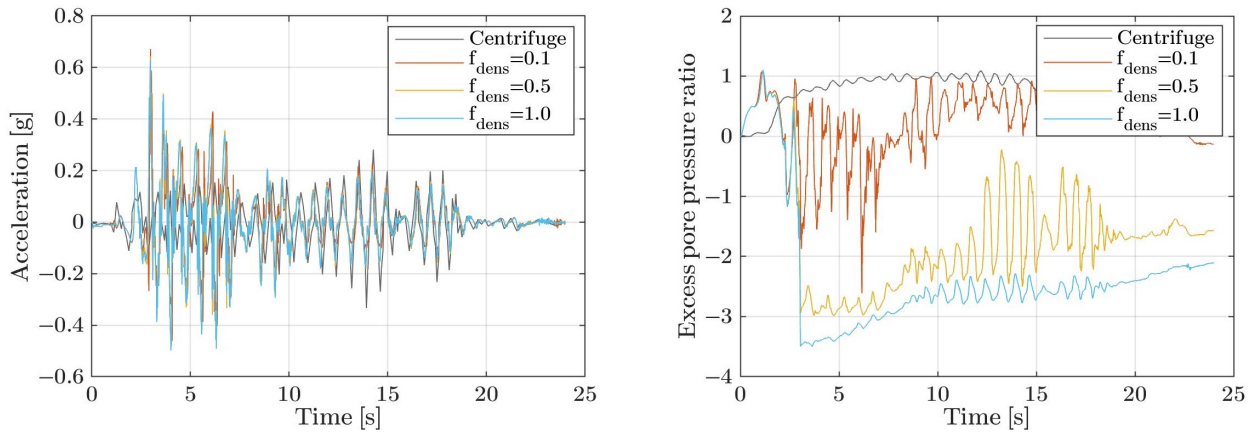 0.8
0.6
0.4
0.2
0
−0.2
−0.4
−0.6
Acceleration [g]
0 5 10 15 20 25
Time [s]
Centrifuge
f_dens=0.1
f_dens=0.5
f_dens=1.0
2
1
0
−1
−2
−3
−4
Excess pore pressure ratio
0 5 10 15 20 25
Time [s]
Centrifuge
f_dens=0.1
f_dens=0.5
f_dens=1.0